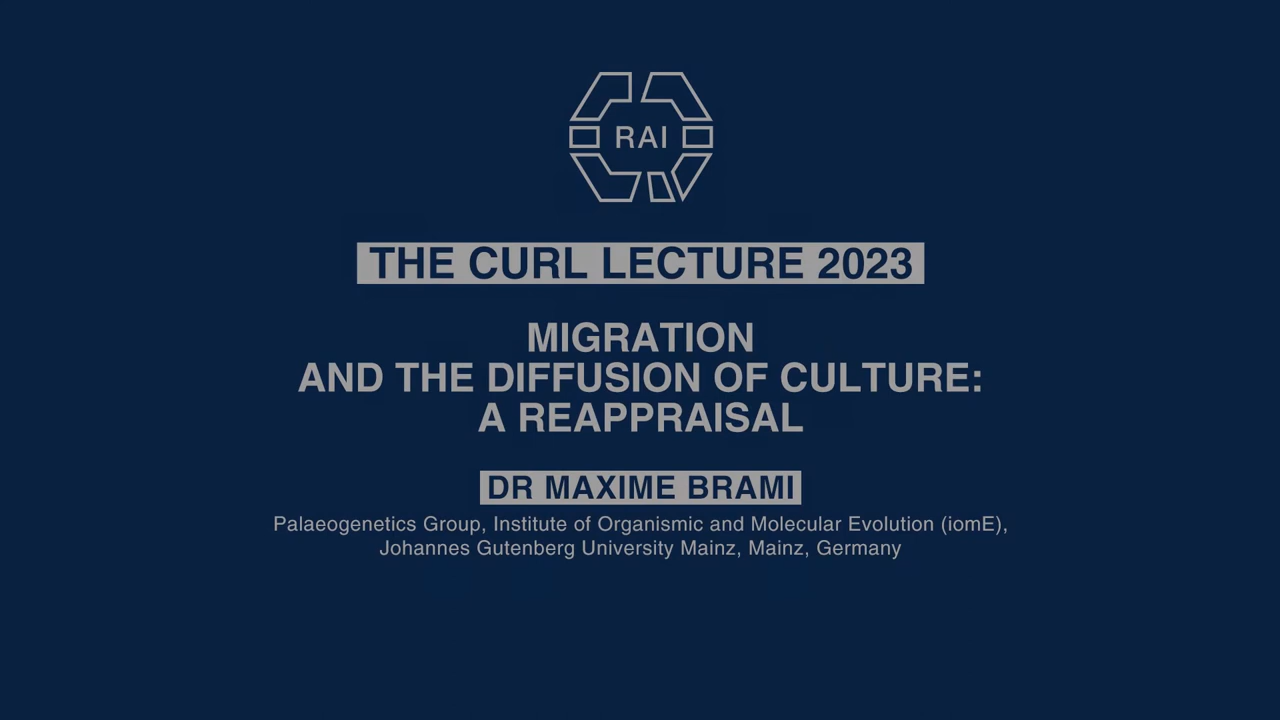 RAI
THE CURL LECTURE 2023
MIGRATION
AND THE DIFFUSION OF CULTURE:
A REAPPRAISAL
DR MAXIME BRAMI
Palaeogenetics Group, Institute of Organismic and Molecular Evolution (iomE),
Johannes Gutenberg University Mainz, Mainz, Germany